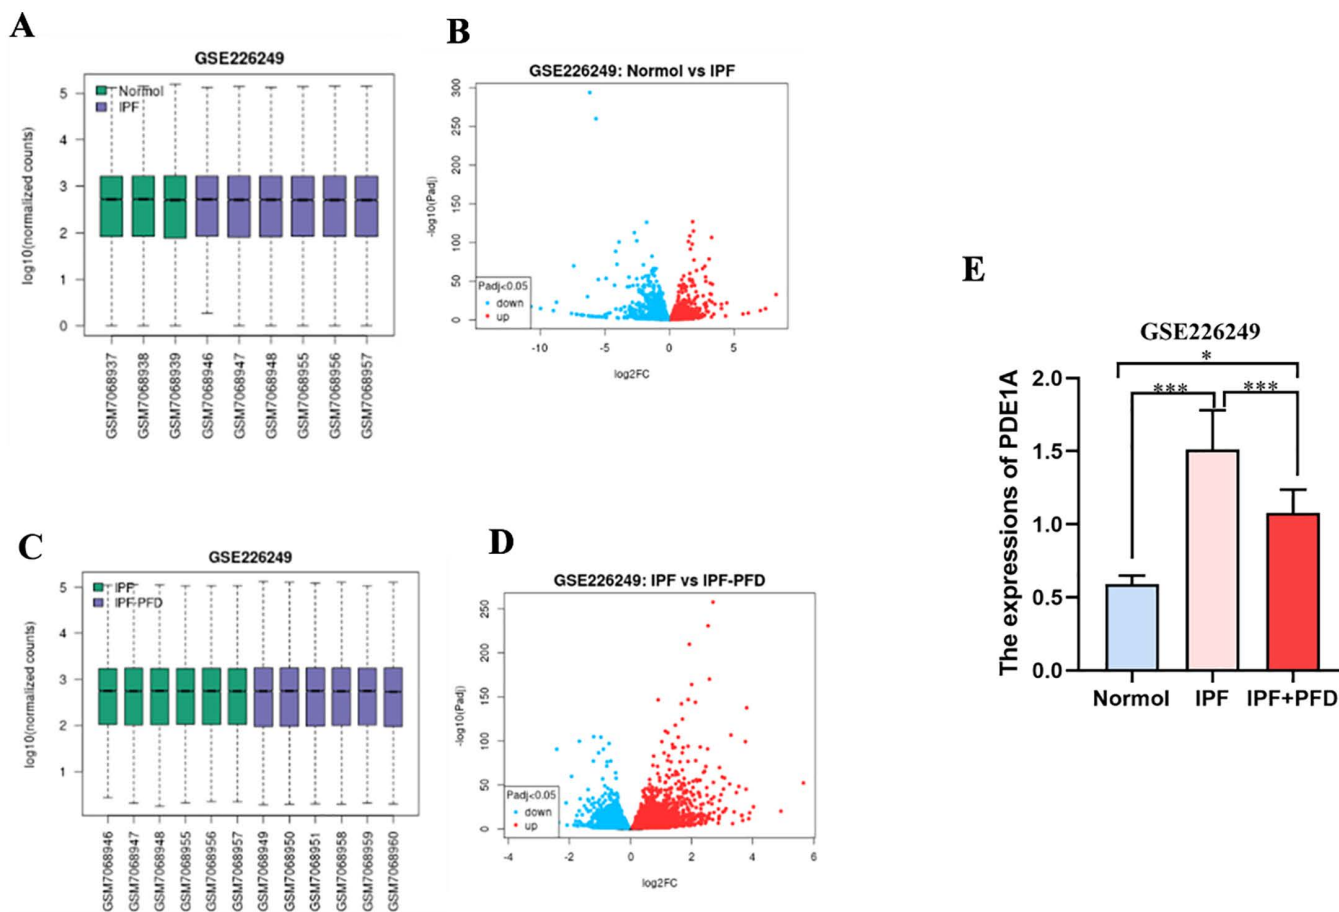 A
GSE226249
Normol
IPF
log10(normalized counts)
5
4
3
2
1
0
GSM7068937
GSM7068938
GSM7068939
GSM7068946
GSM7068947
GSM7068948
GSM7068955
GSM7068956
GSM7068957
B
GSE226249: Normol vs IPF
-log10(Padj)
300
250
200
150
100
50
0
Padj<0.05
down
up
-10
-5
0
5
log2FC
C
GSE226249
IPF
IPF-PFD
log10(normalized counts)
5
4
3
2
1
GSM7068946
GSM7068947
GSM7068948
GSM7068955
GSM7068956
GSM7068957
GSM7068949
GSM7068950
GSM7068951
GSM7068958
GSM7068959
GSM7068960
D
GSE226249: IPF vs IPF-PFD
-log10(Padj)
250
200
150
100
50
0
Padj<0.05
down
up
-4
-2
0
2
4
6
log2FC
E
GSE226249
*
*** ***
The expressions of PDE1A
2.0
1.5
1.0
0.5
0.0
Normol IPF IPF+PFD